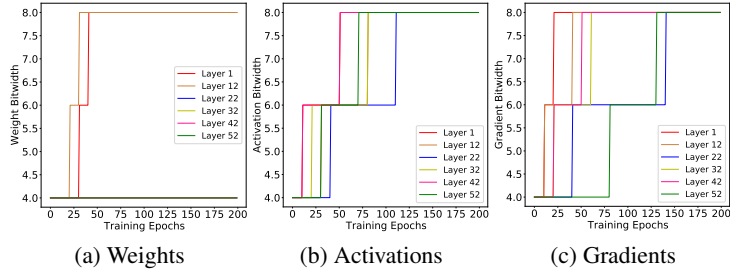 8.0
7.5
7.0
6.5
6.0
5.5
5.0
4.5
4.0
Weight Bitwidth
Layer 1
Layer 12
Layer 22
Layer 32
Layer 42
Layer 52
0 25 50 75 100 125 150 175 200
Training Epochs
(a) Weights
8.0
7.5
7.0
6.5
6.0
5.5
5.0
4.5
4.0
Activation Bitwidth
Layer 1
Layer 12
Layer 22
Layer 32
Layer 42
Layer 52
0 25 50 75 100 125 150 175 200
Training Epochs
(b) Activations
8.0
7.5
7.0
6.5
6.0
5.5
5.0
4.5
4.0
Gradient Bitwidth
Layer 1
Layer 12
Layer 22
Layer 32
Layer 42
Layer 52
0 25 50 75 100 125 150 175 200
Training Epochs
(c) Gradients